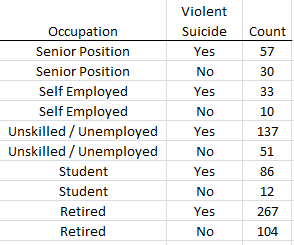 Violent
Occupation Suicide Count
Senior Position Yes 57
Senior Position No 30
Self Employed Yes 33
Self Employed No 10
Unskilled / Unemployed Yes 137
Unskilled / Unemployed No 51
Student Yes 86
Student No 12
Retired Yes 267
Retired No 104